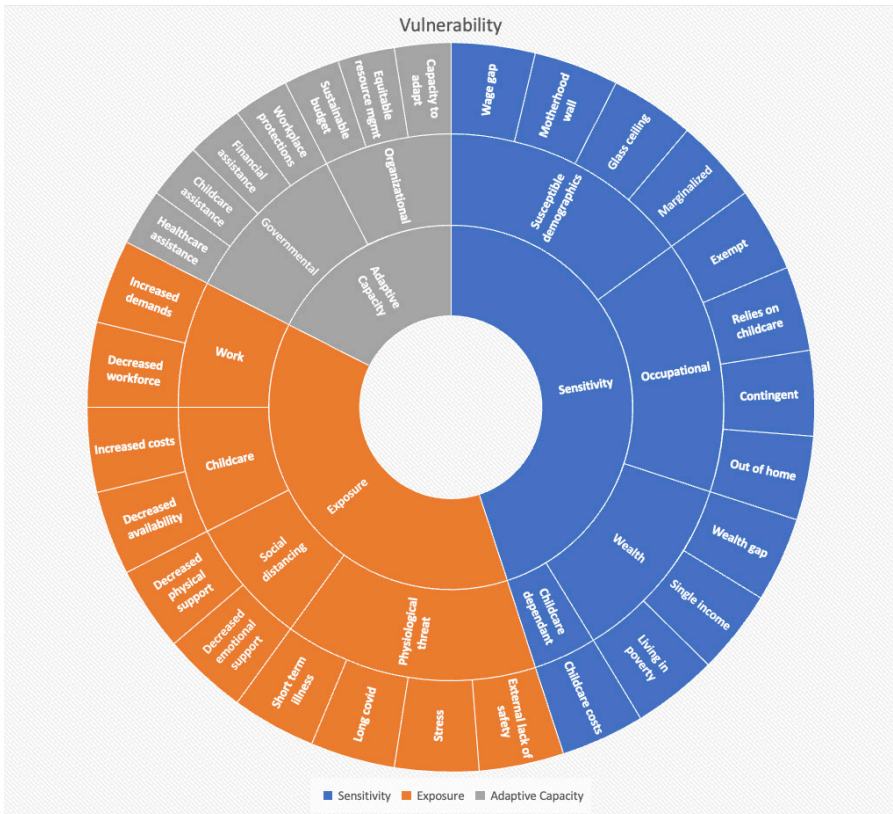 Vulnerability
Wage gap
Motherhood
wall
Glass ceiling
Marginalized
Exempt
Relies on
childcare
Contingent
Out of home
Wealth gap
Single income
Living in
poverty
Childcare costs
External lack of
safety
Stress
Long covid
Short term
illness
Decreased
emotional
support
Decreased
physical
support
Decreased
availability
Increased costs
Decreased
workforce
Increased
demands
Healthcare
assistance
Childcare
assistance
Financial
assistance
Workplace
protections
Sustainable
budget
Equitable
resource mgmt
Capacity to
adapt
Susceptible
demographics
Occupational
Wealth
Childcare
dependant
Physiological
threat
Social
distancing
Childcare
Work
Governmental
Organizational
Sensitivity
Exposure
Adaptive
Capacity
Sensitivity
Exposure
Adaptive Capacity